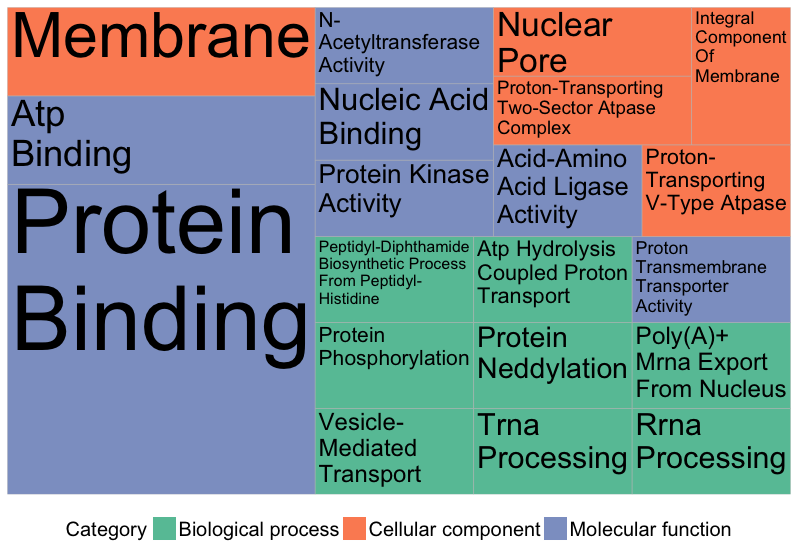 Membrane
Atp
Binding
Protein
Binding
N-
Acetyltransferase
Activity
Nucleic Acid
Binding
Protein Kinase
Activity
Nuclear
Pore
Integral
Component
Of
Membrane
Proton-Transporting
Two-Sector Atpase
Complex
Acid-Amino
Acid Ligase
Activity
Proton-
Transporting
V-Type Atpase
Peptidyl-Diphthamide
Biosynthetic Process
From Peptidyl-
Histidine
Atp Hydrolysis
Coupled Proton
Transport
Proton
Transmembrane
Transporter
Activity
Protein
Phosphorylation
Protein
Neddylation
Poly(A)+
Mrna Export
From Nucleus
Vesicle-
Mediated
Transport
Trna
Processing
Rrna
Processing
Category Biological process Cellular component Molecular function